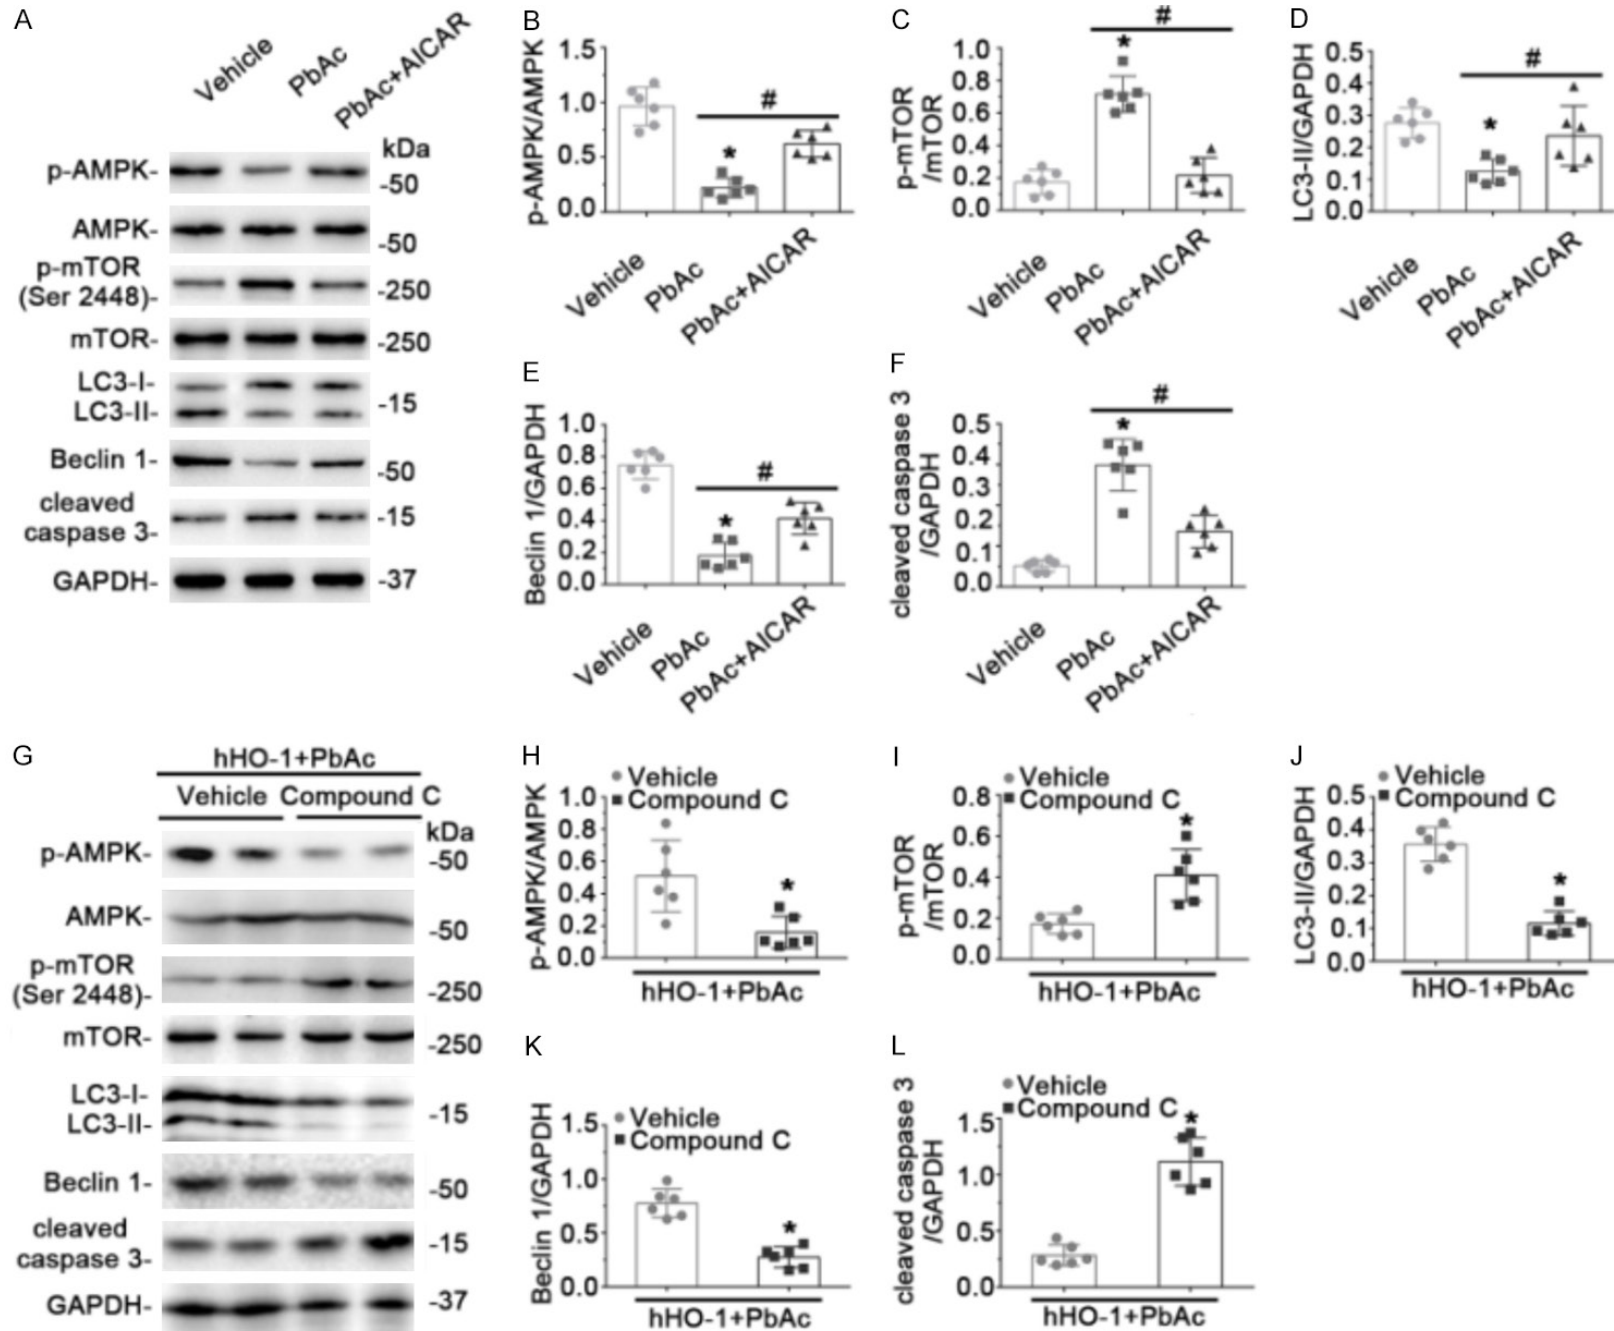 A
Vehicle
PbAc
PbAc+AICAR
kDa
p-AMPK-
-50
AMPK-
-50
p-mTOR
(Ser 2448)-
-250
mTOR-
-250
LC3-I-
LC3-II-
-15
Beclin 1-
-50
cleaved
caspase 3-
-15
GAPDH-
-37
B
p-AMPK/AMPK
1.5
1.0
0.5
0.0
*
#
Vehicle
PbAc
PbAc+AICAR
C
p-mTOR
/mTOR
1.0
0.8
0.6
0.4
0.2
0.0
*
#
Vehicle
PbAc
PbAc+AICAR
D
LC3-II/GAPDH
0.5
0.4
0.3
0.2
0.1
0.0
*
#
Vehicle
PbAc
PbAc+AICAR
E
Beclin 1/GAPDH
1.0
0.8
0.6
0.4
0.2
0.0
*
#
Vehicle
PbAc
PbAc+AICAR
F
cleaved caspase 3
/GAPDH
0.5
0.4
0.3
0.2
0.1
0.0
*
#
Vehicle
PbAc
PbAc+AICAR
G
hHO-1+PbAc
Vehicle Compound C
kDa
p-AMPK-
-50
AMPK-
-50
p-mTOR
(Ser 2448)-
-250
mTOR-
-250
LC3-I-
LC3-II-
-15
Beclin 1-
-50
cleaved
caspase 3-
-15
GAPDH-
-37
H
Vehicle
Compound C
p-AMPK/AMPK
1.0
0.8
0.6
0.4
0.2
0.0
*
hHO-1+PbAc
I
Vehicle
Compound C
p-mTOR
/mTOR
0.8
0.6
0.4
0.2
0.0
*
hHO-1+PbAc
J
Vehicle
Compound C
LC3-II/GAPDH
0.5
0.4
0.3
0.2
0.1
0.0
*
hHO-1+PbAc
K
Vehicle
Compound C
Beclin 1/GAPDH
1.5
1.0
0.5
0.0
*
hHO-1+PbAc
L
Vehicle
Compound C
cleaved caspase 3
/GAPDH
1.5
1.0
0.5
0.0
*
hHO-1+PbAc